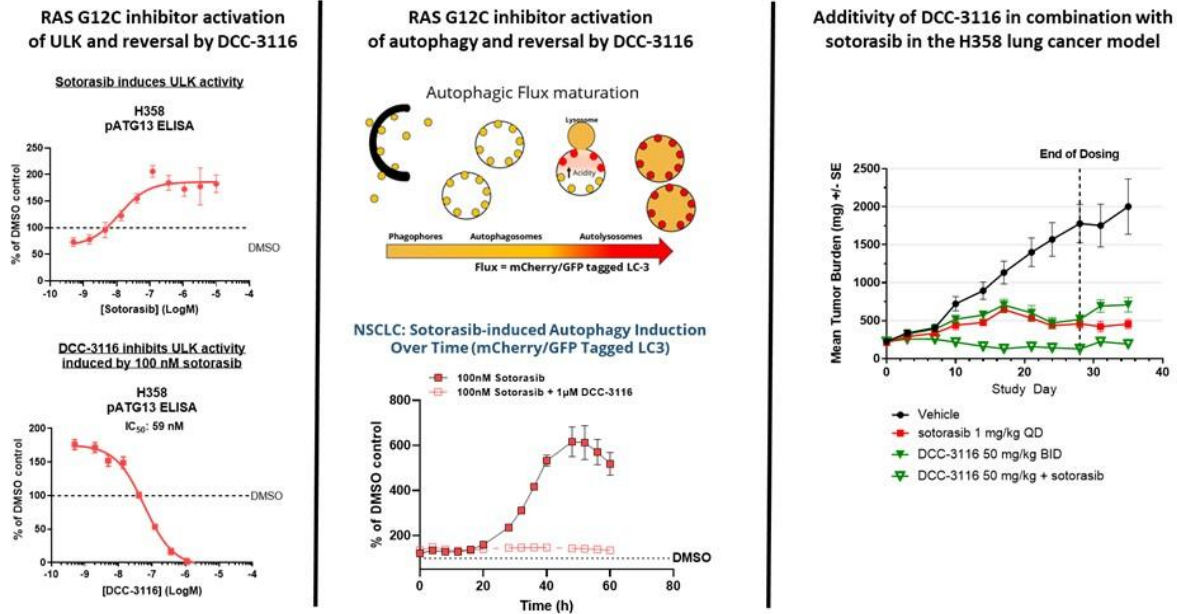 RAS G12C inhibitor activation
of ULK and reversal by DCC-3116
Sotorasib induces ULK activity
H358
pATG13 ELISA
% of DMSO control
250
200
150
100
50
0
DMSO
-10
-9
-8
-7
-6
-5
-4
[Sotorasib] (LogM)
DCC-3116 inhibits ULK activity
induced by 100 nM sotorasib
H358
pATG13 ELISA
IC50: 59 nM
% of DMSO control
200
150
100
50
0
DMSO
-10
-9
-8
-7
-6
-5
-4
[DCC-3116] (LogM)
RAS G12C inhibitor activation
of autophagy and reversal by DCC-3116
Autophagic Flux maturation
Lysosome
Acidity
Phagophores
Autophagosomes
Autolysosomes
Flux = mCherry/GFP tagged LC-3
NSCLC: Sotorasib-induced Autophagy Induction
Over Time (mCherry/GFP Tagged LC3)
100nM Sotorasib
100nM Sotorasib + 1µM DCC-3116
% of DMSO control
800
600
400
200
DMSO
0
20
40
60
80
Time (h)
Additivity of DCC-3116 in combination with
sotorasib in the H358 lung cancer model
End of Dosing
Mean Tumor Burden (mg) +/- SE
2500
2000
1500
1000
500
0
0
10
20
30
40
Study Day
Vehicle
sotorasib 1 mg/kg QD
DCC-3116 50 mg/kg BID
DCC-3116 50 mg/kg + sotorasib